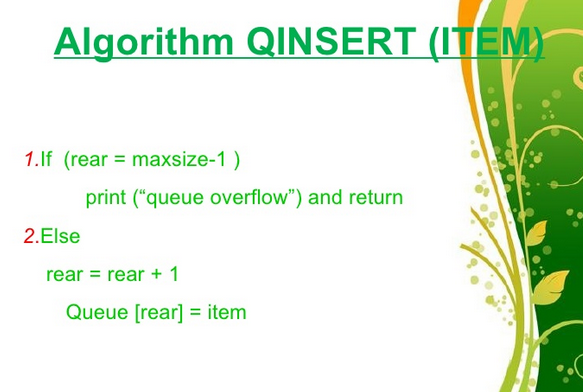 Algorithm QINSERT (ITEM)
1.If (rear = maxsize-1 )
print (“queue overflow”) and return
2.Else
rear = rear + 1
Queue [rear] = item